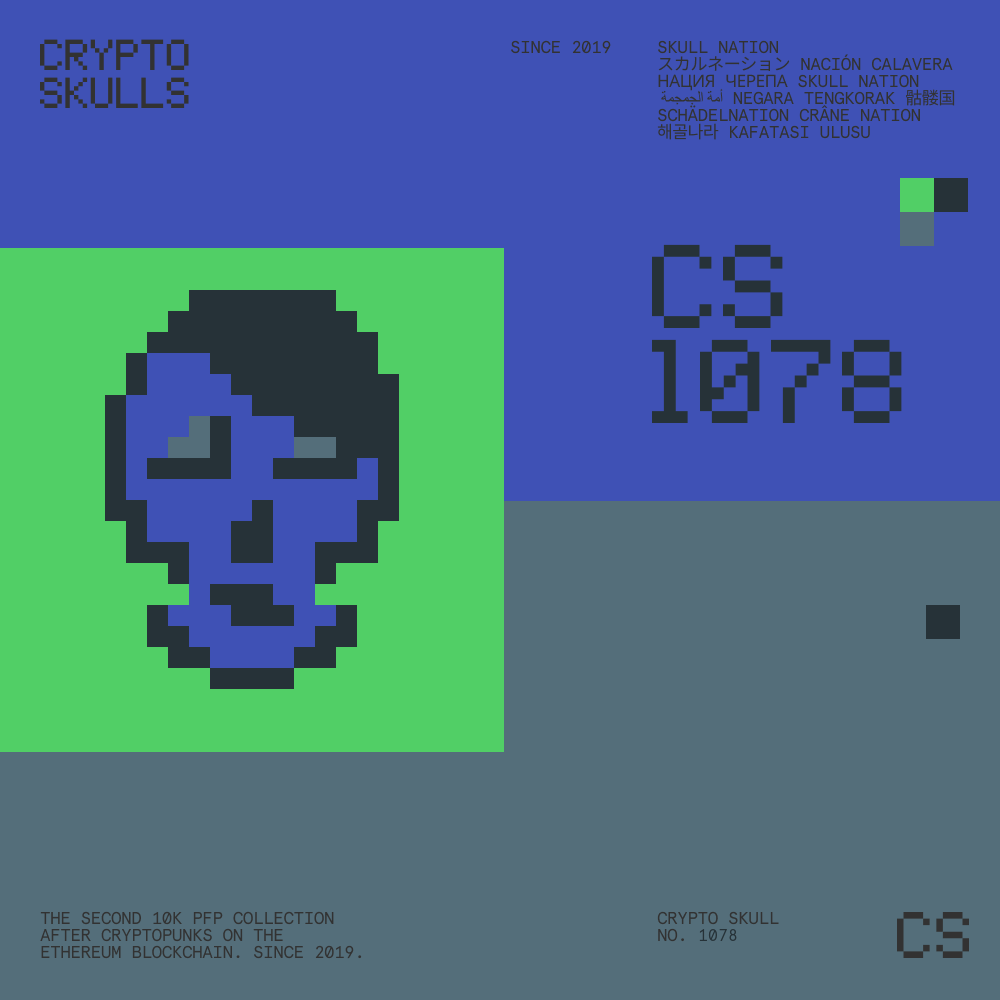 CRYPTO
SKULLS
SINCE 2019
SKULL NATION
スカルネーション NACIÓN CALAVERA
НАЦИЯ ЧЕРЕПА SKULL NATION
أمة الجمجمة NEGARA TENGKORAK 骷髅国
SCHÄDELNATION CRÂNE NATION
해골나라 KAFATASI ULUSU
CS
1078
THE SECOND 10K PFP COLLECTION
AFTER CRYPTOPUNKS ON THE
ETHEREUM BLOCKCHAIN. SINCE 2019.
CRYPTO SKULL
NO. 1078
CS